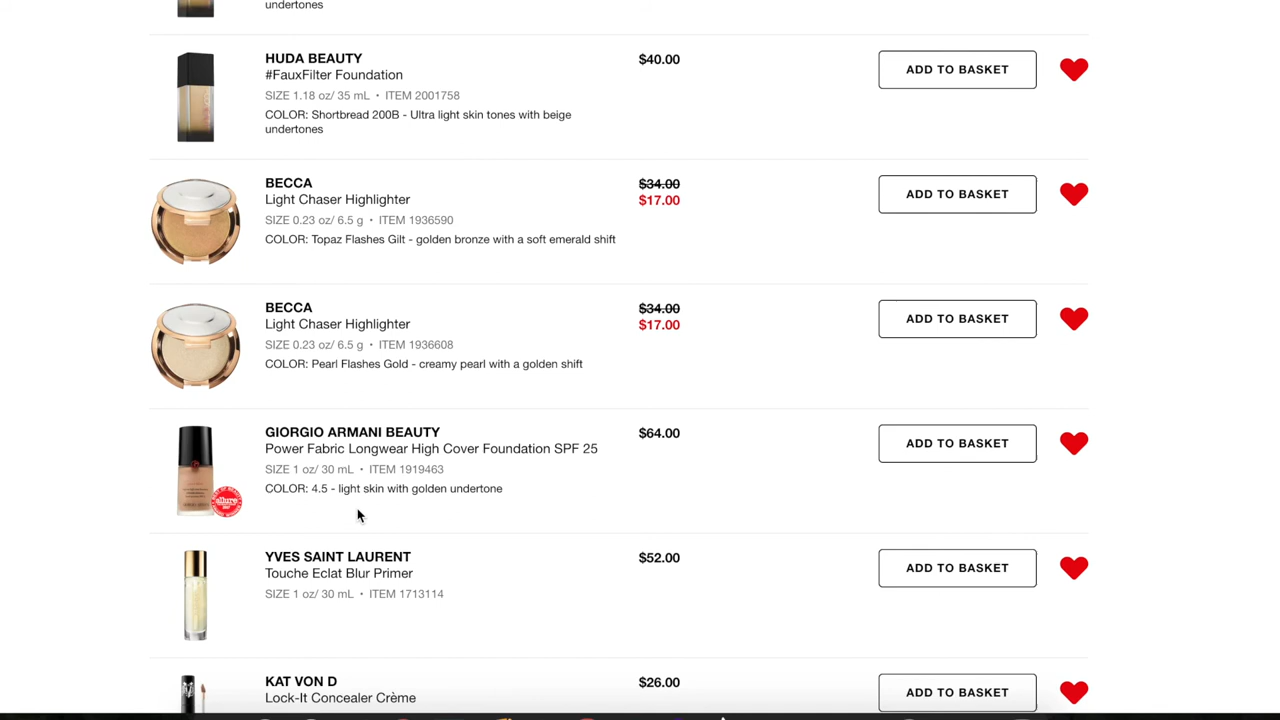 undertones
HUDA BEAUTY
#FauxFilter Foundation
SIZE 1.18 oz/ 35 mL • ITEM 2001758
COLOR: Shortbread 200B - Ultra light skin tones with beige
undertones
$40.00
ADD TO BASKET
BECCA
Light Chaser Highlighter
SIZE 0.23 oz/ 6.5 g • ITEM 1936590
COLOR: Topaz Flashes Gilt - golden bronze with a soft emerald shift
$34.00
$17.00
ADD TO BASKET
BECCA
Light Chaser Highlighter
SIZE 0.23 oz/ 6.5 g • ITEM 1936608
COLOR: Pearl Flashes Gold - creamy pearl with a golden shift
$34.00
$17.00
ADD TO BASKET
allure
GIORGIO ARMANI BEAUTY
Power Fabric Longwear High Cover Foundation SPF 25
SIZE 1 oz/ 30 mL • ITEM 1919463
COLOR: 4.5 - light skin with golden undertone
$64.00
ADD TO BASKET
YVES SAINT LAURENT
Touche Eclat Blur Primer
SIZE 1 oz/ 30 mL • ITEM 1713114
$52.00
ADD TO BASKET
KAT VON D
Lock-It Concealer Crème
$26.00
ADD TO BASKET